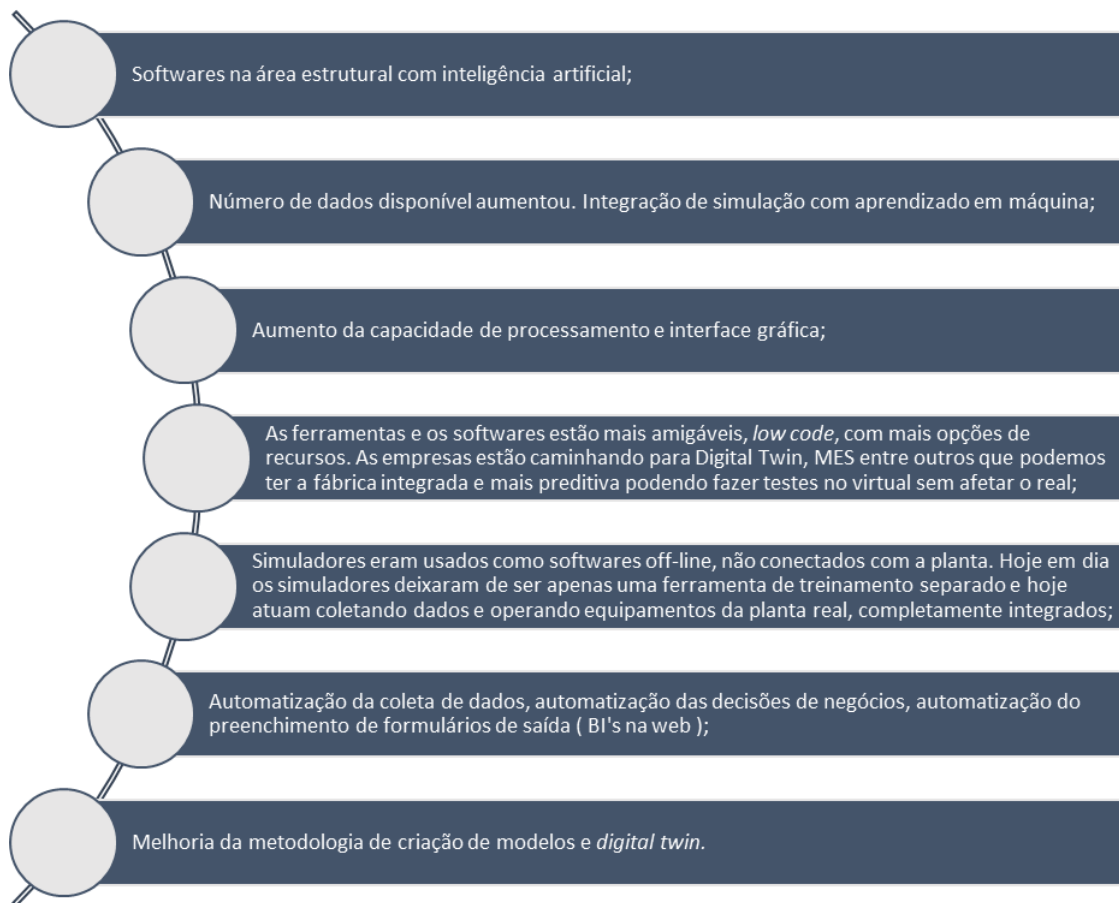 Softwares na área estrutural com inteligência artificial;
Número de dados disponível aumentou. Integração de simulação com aprendizado em máquina;
Aumento da capacidade de processamento e interface gráfica;
As ferramentas e os softwares estão mais amigáveis, low code, com mais opções de
recursos. As empresas estão caminhando para Digital Twin, MES entre outros que podemos
ter a fábrica integrada e mais preditiva podendo fazer testes no virtual sem afetar o real;
Simuladores eram usados como softwares off-line, não conectados com a planta. Hoje em dia
os simuladores deixaram de ser apenas uma ferramenta de treinamento separado e hoje
atuam coletando dados e operando equipamentos da planta real, completamente integrados;
Automatização da coleta de dados, automatização das decisões de negócios, automatização do
preenchimento de formulários de saída ( BI's na web );
Melhoria da metodologia de criação de modelos e digital twin.